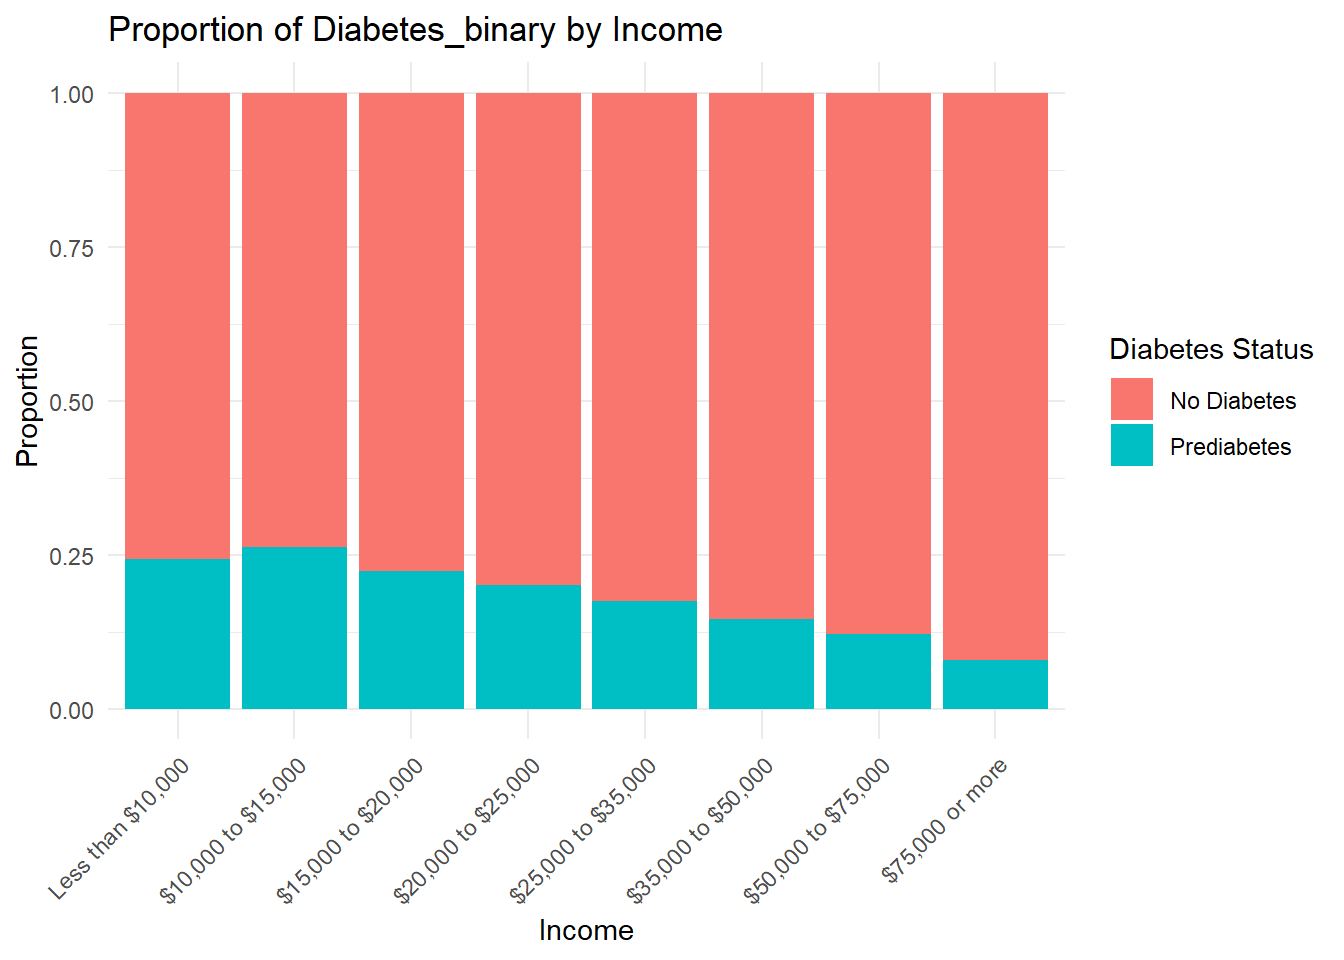 Proportion of Diabetes_binary by Income
Proportion
1.00
0.75
0.50
0.25
0.00
Less than $10,000
$10,000 to $15,000
$15,000 to $20,000
$20,000 to $25,000
$25,000 to $35,000
$35,000 to $50,000
$50,000 to $75,000
$75,000 or more
Income
Diabetes Status
No Diabetes
Prediabetes